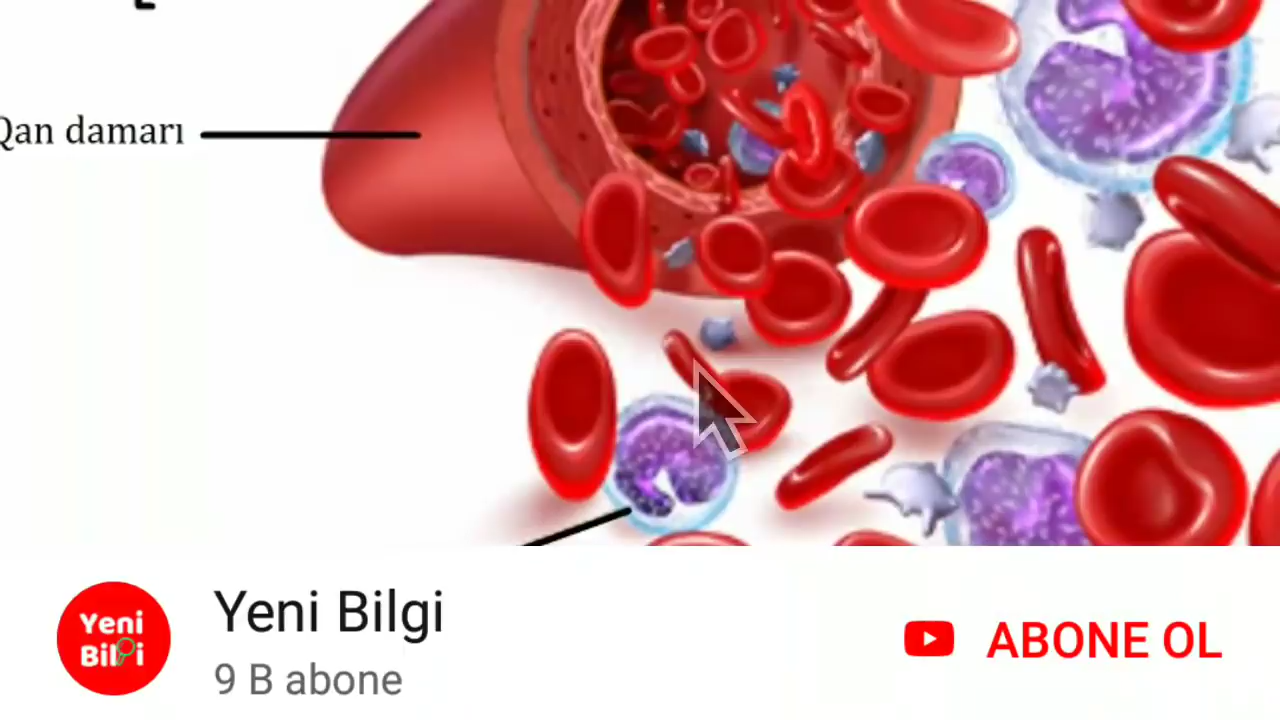 Qan damarı
Yeni
Bilgi
Yeni Bilgi
9 B abone
ABONE OL